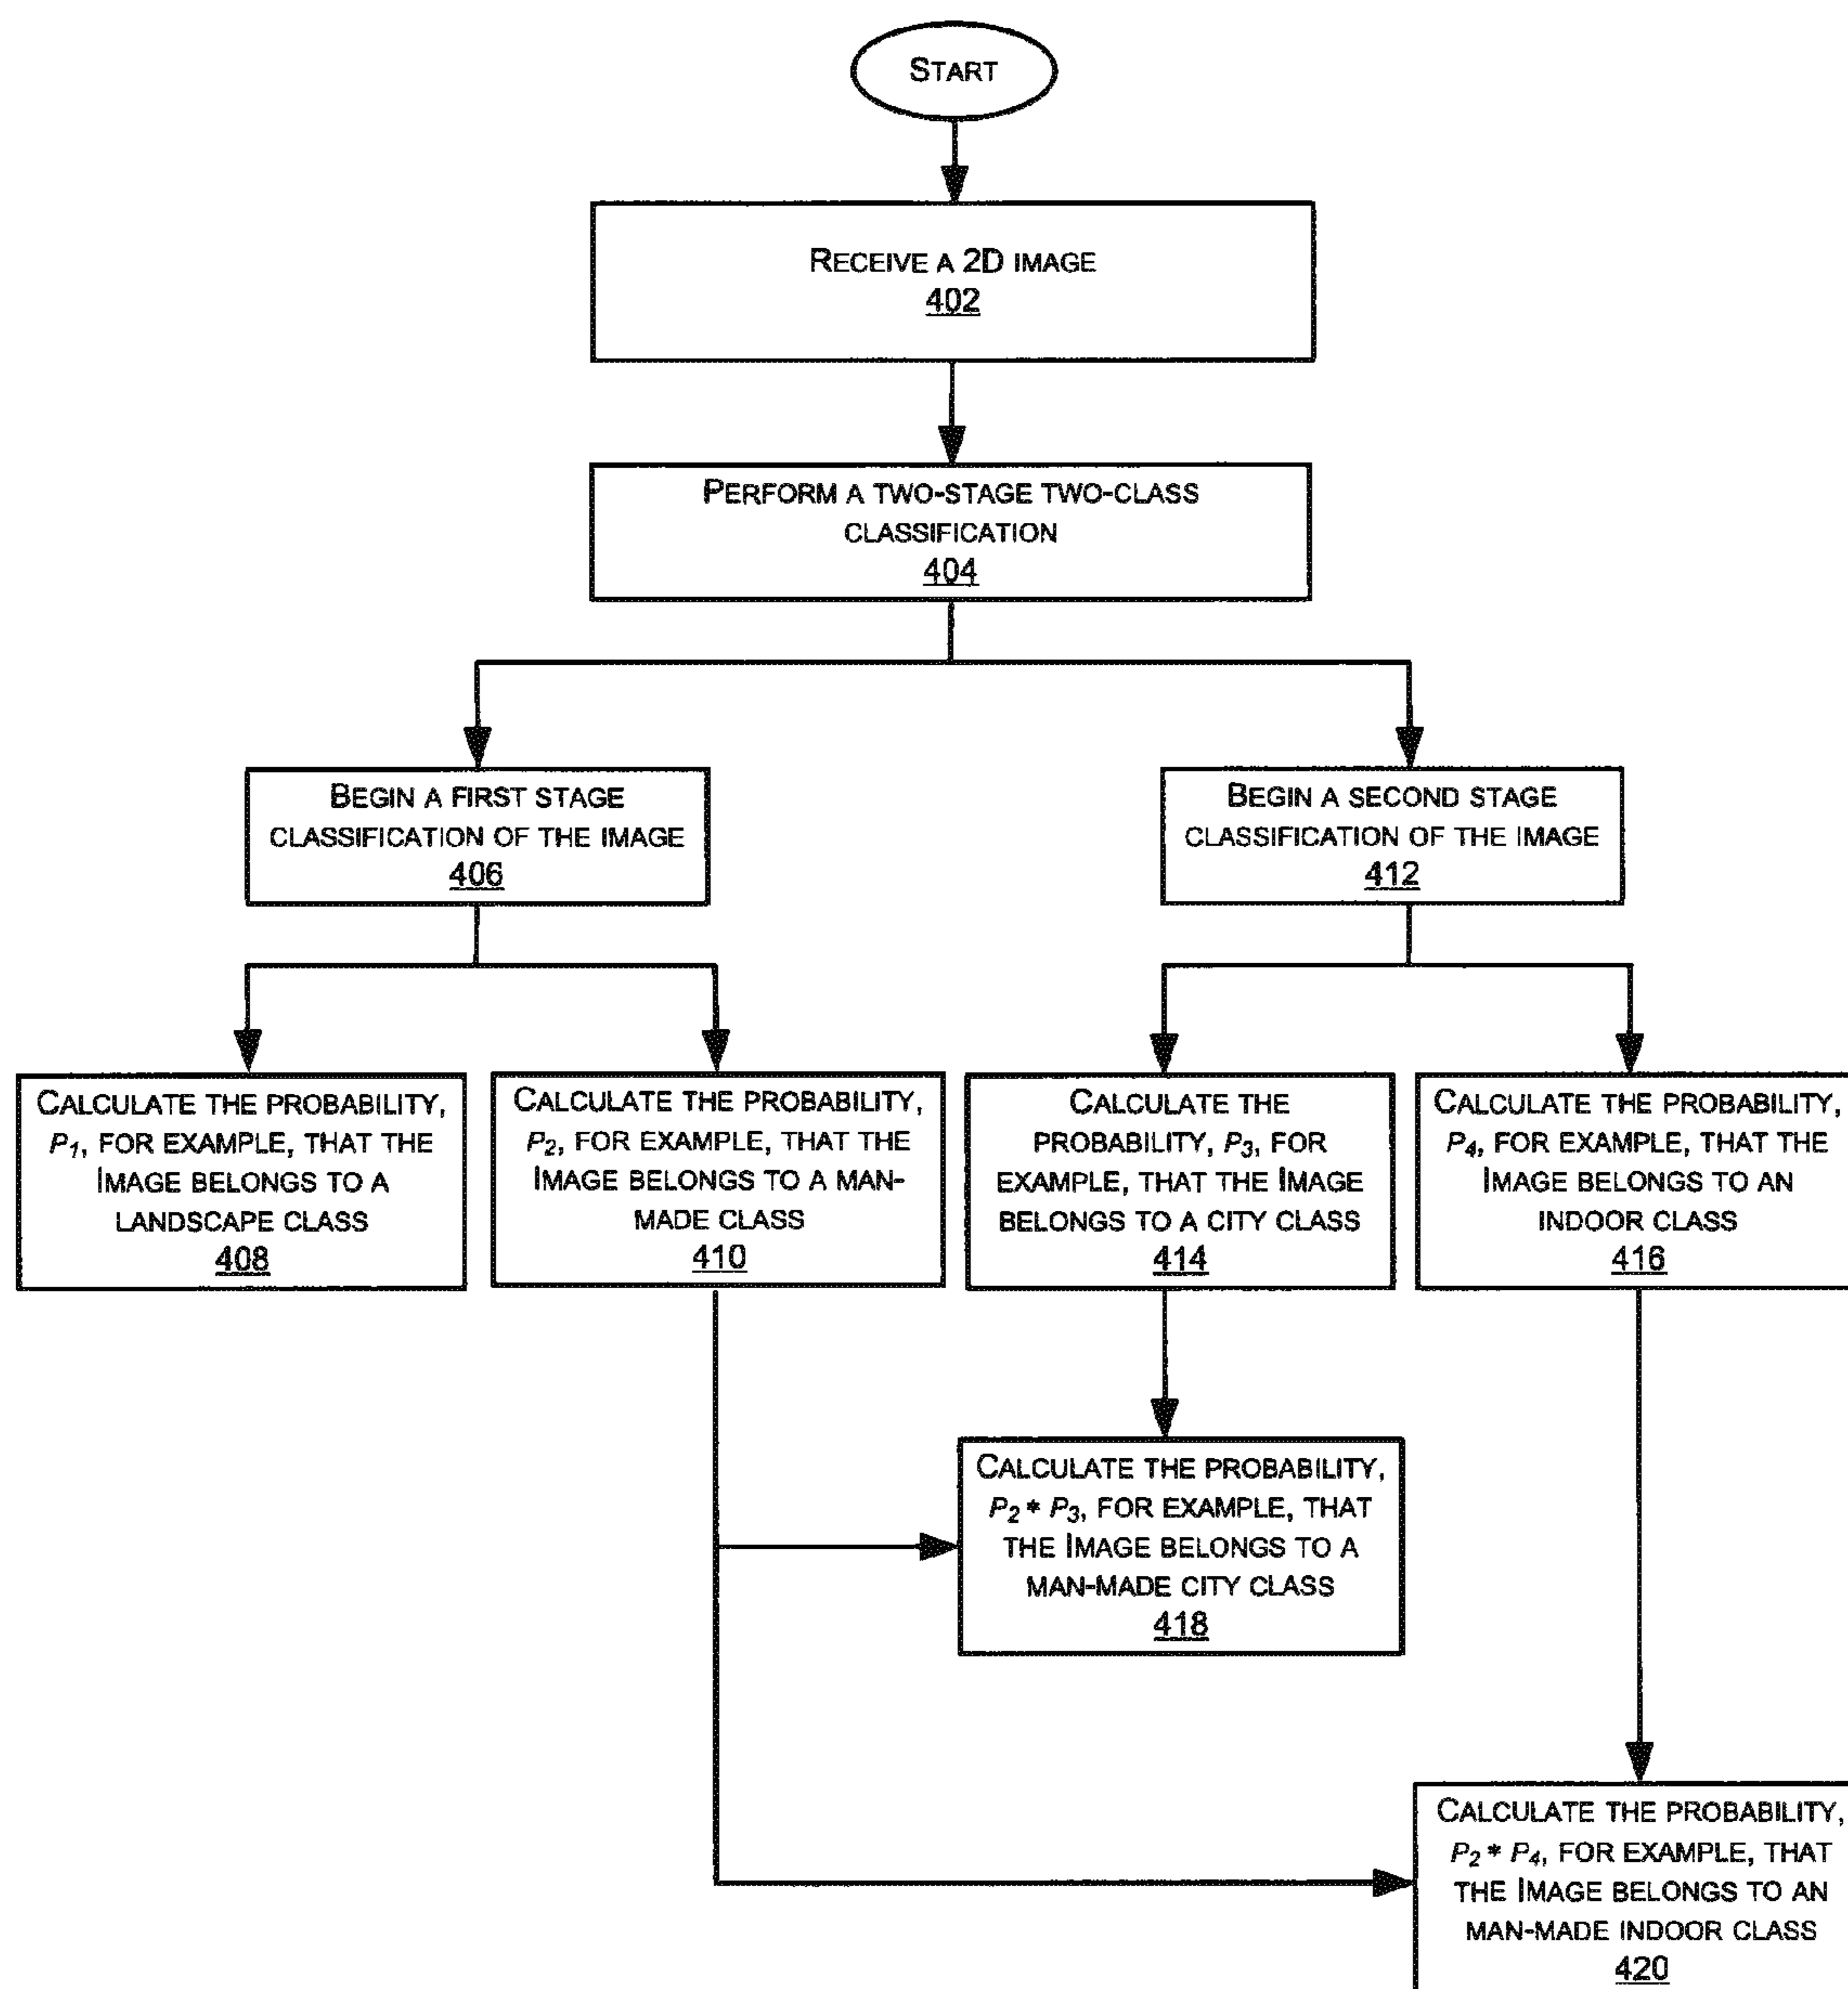 START
RECEIVE A 2D IMAGE
402
PERFORM A TWO-STAGE TWO-CLASS
CLASSIFICATION
404
BEGIN A FIRST STAGE
CLASSIFICATION OF THE IMAGE
406
BEGIN A SECOND STAGE
CLASSIFICATION OF THE IMAGE
412
CALCULATE THE PROBABILITY,
P1, FOR EXAMPLE, THAT THE
IMAGE BELONGS TO A
LANDSCAPE CLASS
408
CALCULATE THE PROBABILITY,
P2, FOR EXAMPLE, THAT THE
IMAGE BELONGS TO A MAN-
MADE CLASS
410
CALCULATE THE
PROBABILITY, P3, FOR
EXAMPLE, THAT THE IMAGE
BELONGS TO A CITY CLASS
414
CALCULATE THE PROBABILITY,
P4, FOR EXAMPLE, THAT THE
IMAGE BELONGS TO AN
INDOOR CLASS
416
CALCULATE THE PROBABILITY,
P2 * P3, FOR EXAMPLE, THAT
THE IMAGE BELONGS TO A
MAN-MADE CITY CLASS
418
CALCULATE THE PROBABILITY,
P2 * P4, FOR EXAMPLE, THAT
THE IMAGE BELONGS TO AN
MAN-MADE INDOOR CLASS
420